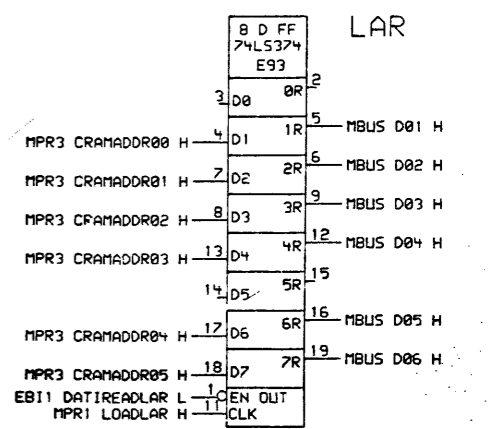 8 D FF LAR
74LS374
E93
3 D0 0R 2
MPR3 CRAMADDR00 H 4 D1 1R 5 MBUS D01 H
MPR3 CRAMADDR01 H 7 D2 2R 6 MBUS D02 H
MPR3 CFAMADDR02 H 8 D3 3R 9 MBUS D03 H
MPR3 CRAMADDR03 H 13 D4 4R 12 MBUS D04 H
14 D5 5R 15
MPR3 CRAMADDR04 H 17 D6 6R 16 MBUS D05 H
MPR3 CRAMADDR05 H 18 D7 7R 19 MBUS D06 H
EBI1 DATIREADLAR L 1 EN OUT
MPR1 LOADLAR H 11 CLK